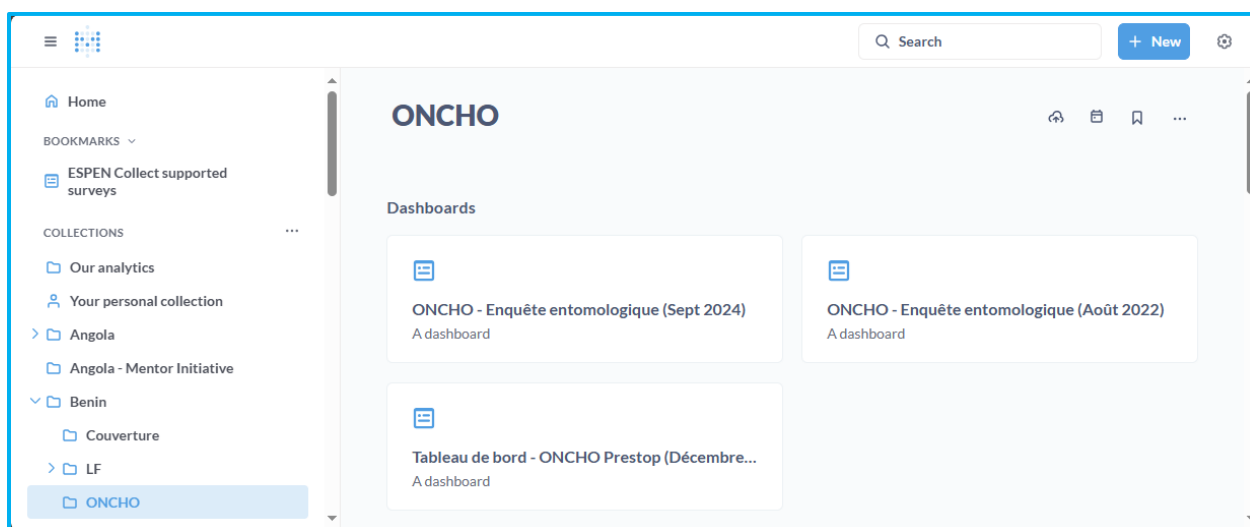 Search
+ New
Home
BOOKMARKS
ESPEN Collect supported
surveys
COLLECTIONS
...
Our analytics
Your personal collection
Angola
Angola - Mentor Initiative
Benin
Couverture
LF
ONCHO
ONCHO
...
Dashboards
ONCHO - Enquête entomologique (Sept 2024)
A dashboard
ONCHO - Enquête entomologique (Août 2022)
A dashboard
Tableau de bord - ONCHO Prestop (Décembre...
A dashboard